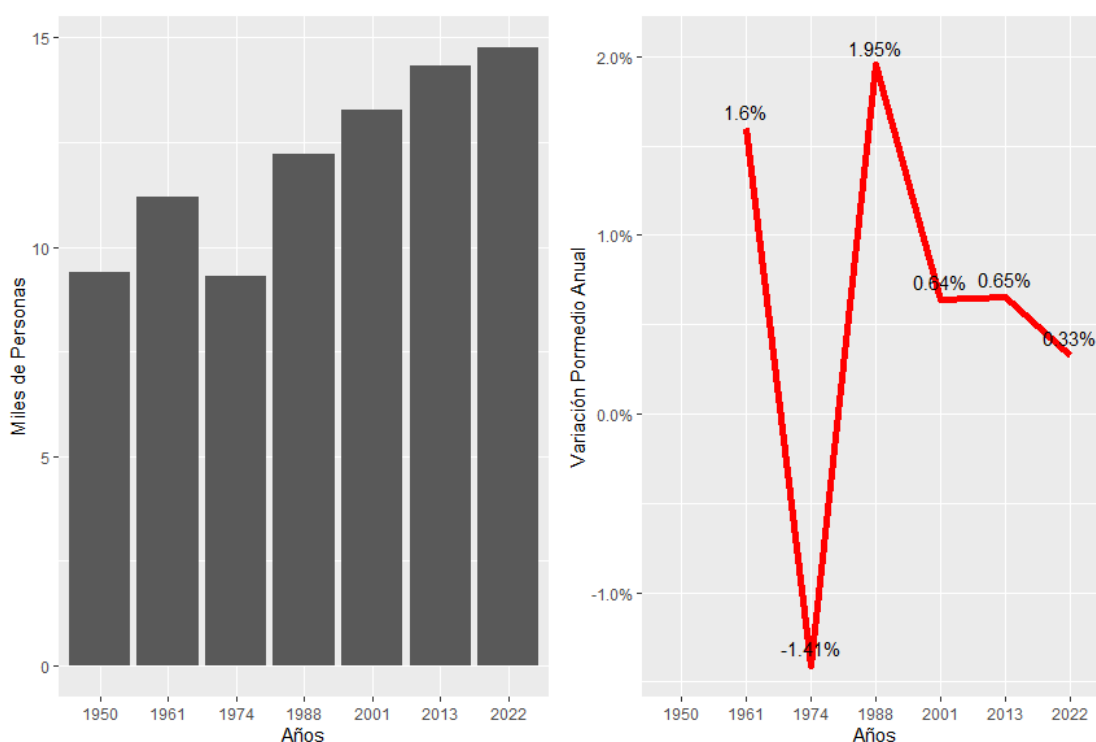 Miles de Personas
15
10
5
0
1950 1961 1974 1988 2001 2013 2022
Años
Variación Pormedio Anual
2.0%
1.0%
0.0%
-1.0%
1.6%
-1.41%
1.95%
0.64%
0.65%
0.33%
1950 1961 1974 1988 2001 2013 2022
Años